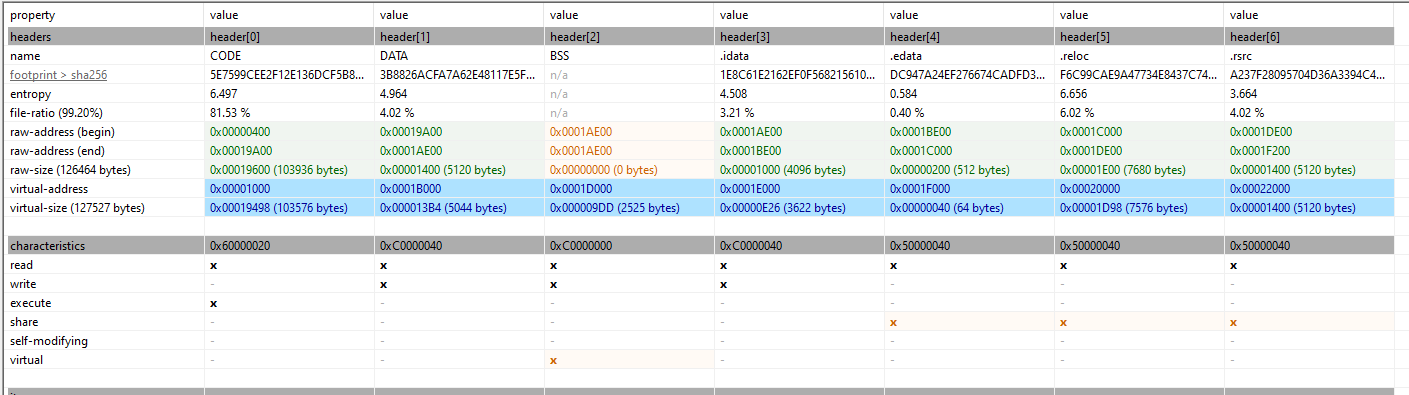 property value value value value value value value
headers header[0] header[1] header[2] header[3] header[4] header[5] header[6]
name CODE DATA BSS .idata .edata .reloc .rsrc
footprint > sha256 5E7599CEE2F12E136DCF5B8... 3B8826ACFA7A62E48117E5F... n/a 1E8C61E2162EF0F568215610... DC947A24EF276674CADFD3... F6C99CAE9A47734E8437C74... A237F28095704D36A3394C4...
entropy 6.497 4.964 n/a 4.508 0.584 6.656 3.664
file-ratio (99.20%) 81.53 % 4.02 % n/a 3.21 % 0.40 % 6.02 % 4.02 %
raw-address (begin) 0x00000400 0x00019A00 0x0001AE00 0x0001AE00 0x0001BE00 0x0001C000 0x0001DE00
raw-address (end) 0x00019A00 0x0001AE00 0x0001AE00 0x0001BE00 0x0001C000 0x0001DE00 0x0001F200
raw-size (126464 bytes) 0x00019600 (103936 bytes) 0x00001400 (5120 bytes) 0x00000000 (0 bytes) 0x00001000 (4096 bytes) 0x00000200 (512 bytes) 0x00001E00 (7680 bytes) 0x00001400 (5120 bytes)
virtual-address 0x00001000 0x0001B000 0x0001D000 0x0001E000 0x0001F000 0x00020000 0x00022000
virtual-size (127527 bytes) 0x00019498 (103576 bytes) 0x000013B4 (5044 bytes) 0x000009DD (2525 bytes) 0x00000E26 (3622 bytes) 0x00000040 (64 bytes) 0x00001D98 (7576 bytes) 0x00001400 (5120 bytes)
characteristics 0x60000020 0xC0000040 0xC0000000 0xC0000040 0x50000040 0x50000040 0x50000040
read x x x x x x x
write - x x x - - -
execute x - - - - - -
share - - - - x x x
self-modifying - - - - - - -
virtual - - x - - - -